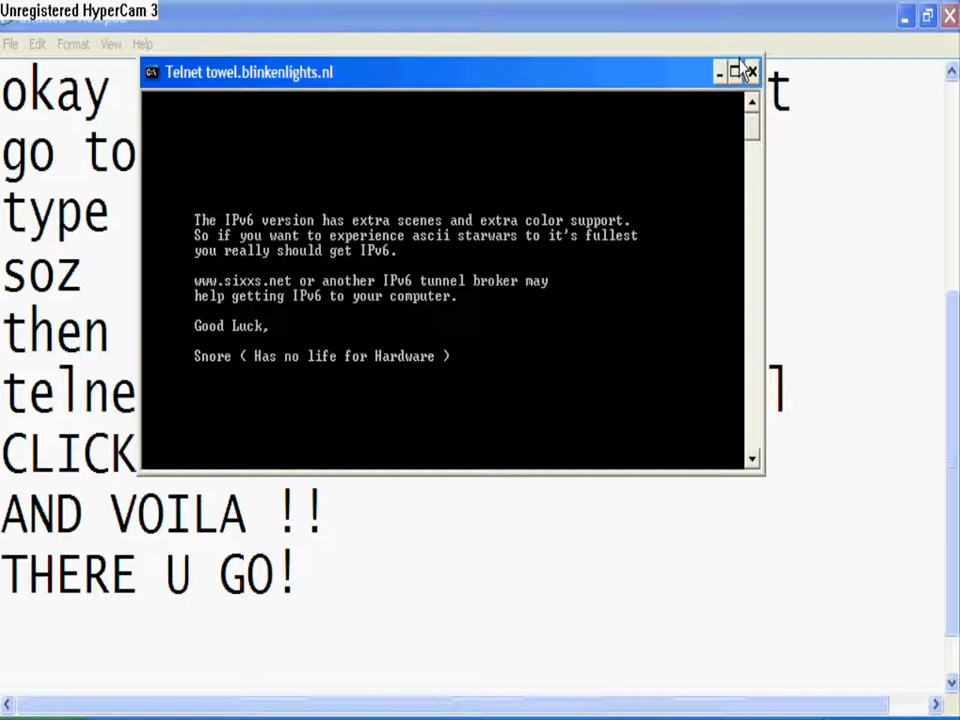 Unregistered HyperCam 3
File Edit Format View Help
Telnet towel.blinkenlights.nl
okay
go to
type
soz
then
telne
CLICK
AND VOILA !!
THERE U GO!
t
l
The IPv6 version has extra scenes and extra color support.
So if you want to experience ascii starwars to it's fullest
you really should get IPv6.
www.sixxs.net or another IPv6 tunnel broker may
help getting IPv6 to your computer.
Good Luck,
Snore ( Has no life for Hardware )